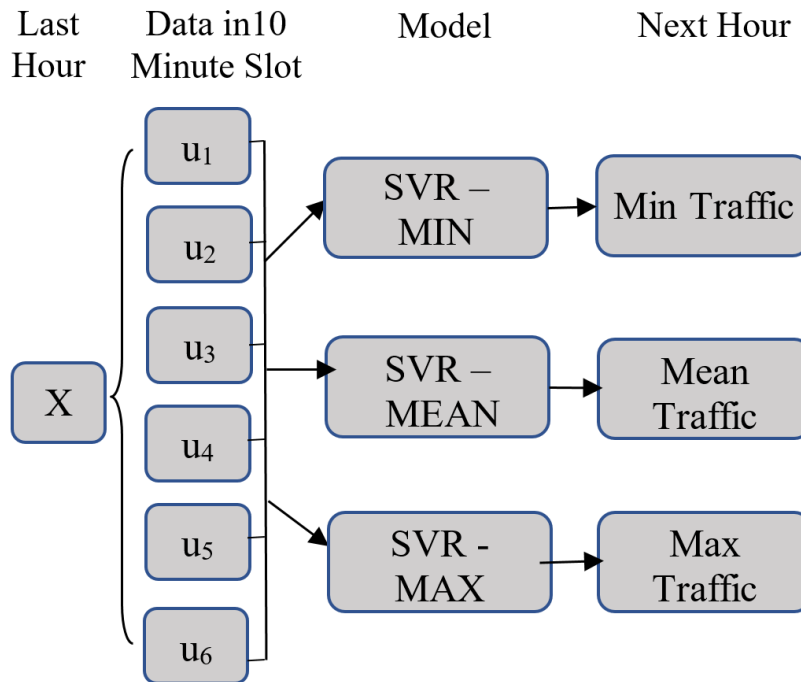 Last
Hour
Data in10
Minute Slot
Model
Next Hour
X
u₁
u₂
u₃
u₄
u₅
u₆
SVR –
MIN
SVR –
MEAN
SVR -
MAX
Min Traffic
Mean
Traffic
Max
Traffic